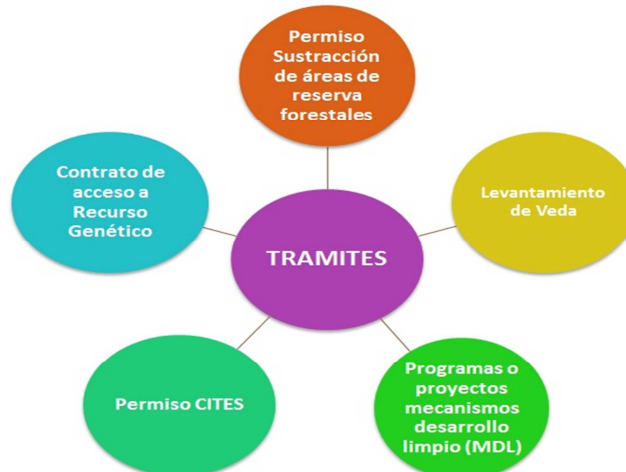 Permiso
Sustracción
de áreas de
reserva
forestales
Contrato de
acceso a
Recurso
Genético
Levantamiento
de Veda
TRAMITES
Permiso CITES
Programas o
proyectos
mecanismos
desarrollo
limpio (MDL)